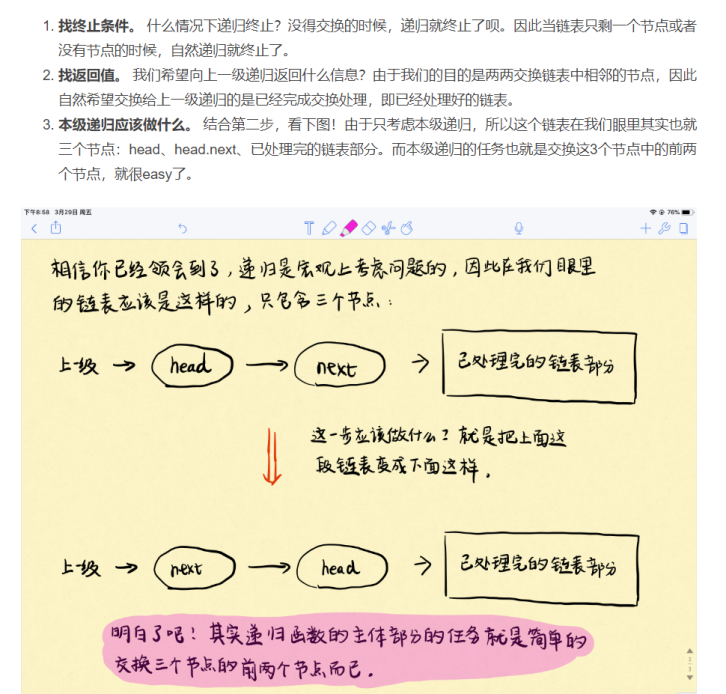 1. 找终止条件。 什么情况下递归终止？没得交换的时候，递归就终止了呗。因此当链表只剩一个节点或者
没有节点的时候，自然递归就终止了。
2. 找返回值。 我们希望向上一级递归返回什么信息？由于我们的目的是两两交换链表中相邻的节点，因此
自然希望交换给上一级递归的是已经完成交换处理，即已经处理好的链表。
3. 本级递归应该做什么。 结合第二步，看下图！由于只考虑本级递归，所以这个链表在我们眼里其实也就
三个节点：head、head.next、已处理完的链表部分。而本级递归的任务也就是交换这3个节点中的前两
个节点，就很easy了。
下午8:58 3月29日 周五
76%
T
相信你已经领会到了，递归是宏观上考虑问题的，因此在我们眼里
的链表应该是这样的，只包含三个节点：
上一级 → head → next → 已处理完的链表部分
这一步应该做什么？就是把上面这
段链表变成下面这样。
上一级 → next → head → 已处理完的链表部分
明白了吧！其实递归函数的主体部分的任务就是简单的
交换三个节点的前两个节点而已。
2
3